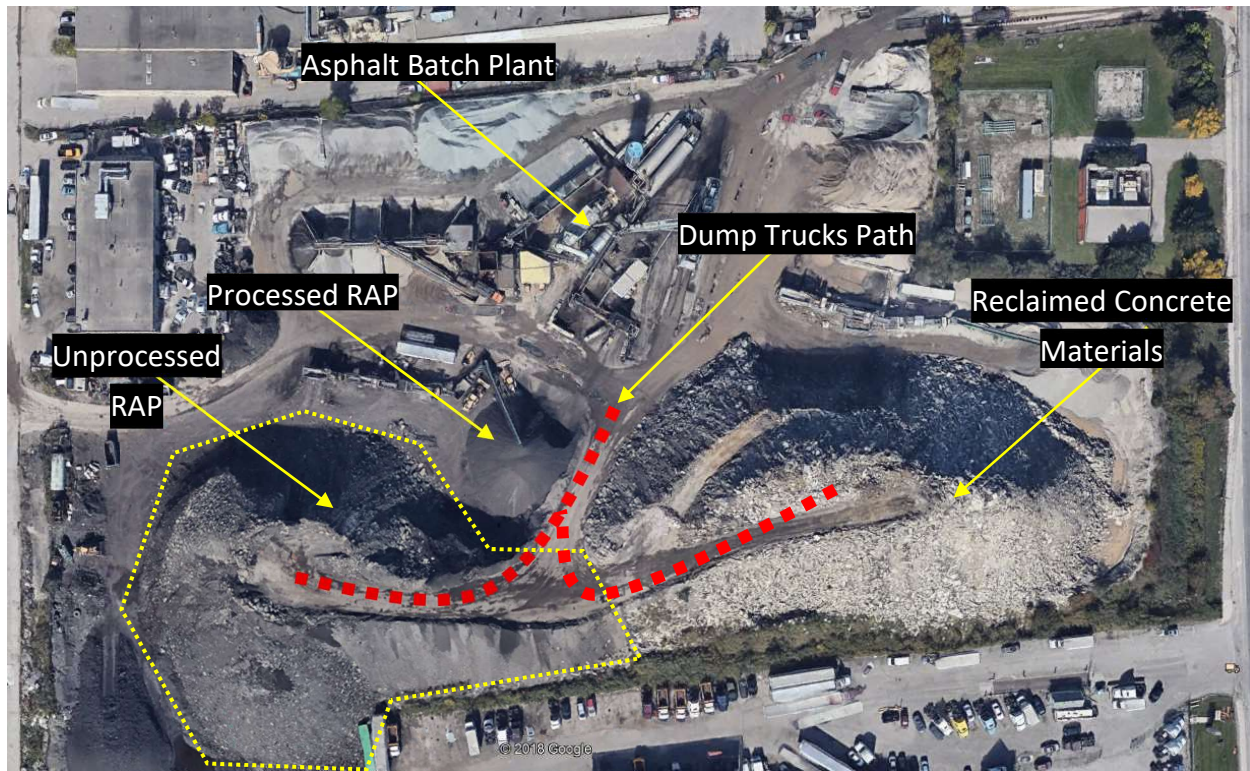 Asphalt Batch Plant
Dump Trucks Path
Processed RAP
Reclaimed Concrete
Materials
Unprocessed
RAP
© 2018 Google